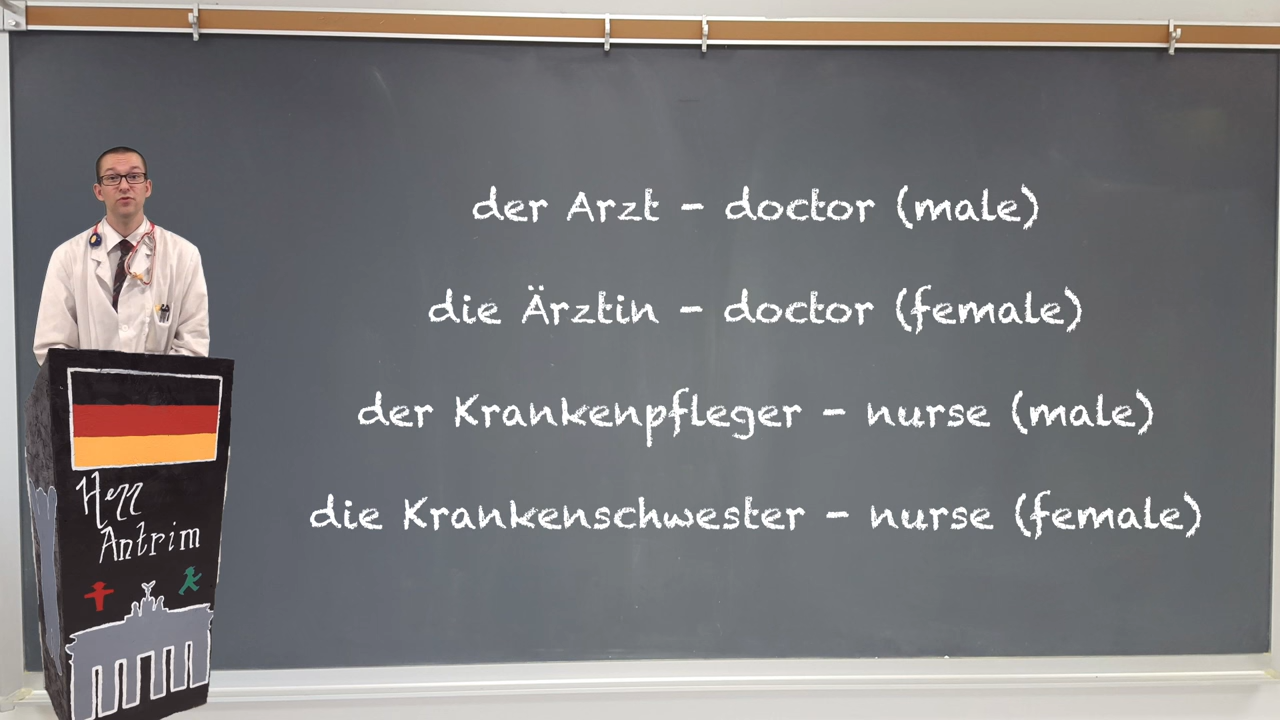 der Arzt - doctor (male)
die Ärztin - doctor (female)
der Krankenpfleger - nurse (male)
die Krankenschwester - nurse (female)
Herr
Antrim